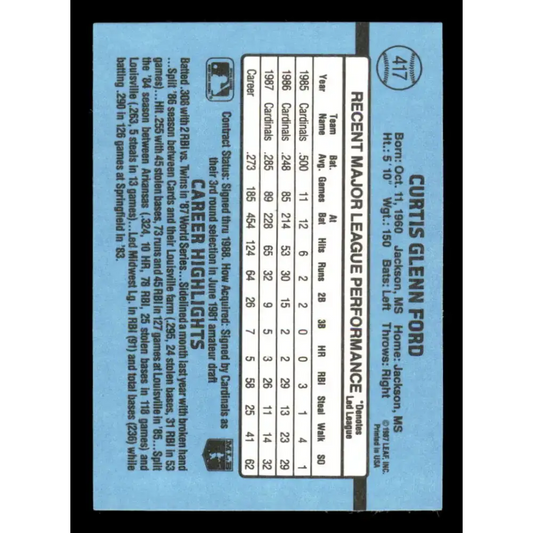 417
CURTIS GLENN FORD
© 1987 LEAF, INC.
Printed in USA
Born: Oct. 11, 1960 Jackson, MS Home: Jackson, MS
Ht.: 5' 10" Wgt.: 150 Bats: Left Throws: Right
RECENT MAJOR LEAGUE PERFORMANCE *Denotes Led League
Year Team Name Bat. Avg. Games At Bat Hits Runs 2B 3B HR RBI Steal Walk SO
1985 Cardinals .500 11 12 6 2 2 0 0 3 1 4 1
1986 Cardinals .248 85 214 53 30 15 2 2 29 13 23 29
1987 Cardinals .285 89 228 65 32 9 5 3 26 11 14 32
Career .273 185 454 124 64 26 7 5 58 25 41 62
Contract Status: Signed thru 1988. How Acquired: Signed by Cardinals as
their 3rd round selection in June 1981 amateur draft
CAREER HIGHLIGHTS
Batted .308 with 2 RBI vs. Twins in '87 World Series...Sidelined a month last year with broken hand
...Split '86 season between Cards and their Louisville farm (.295, 24 stolen bases, 31 RBI in 53
games)...Hit .255 with 45 stolen bases, 73 runs and 45 RBI in 127 games at Louisville in '85...Split
the '84 season between Arkansas (.324, 10 HR, 78 RBI, 25 stolen bases in 118 games) and
Louisville (.263, 5 steals in 13 games)...Led Midwest Lg. in RBI (91) and total bases (236) while
batting .290 in 126 games at Springfield in '83.